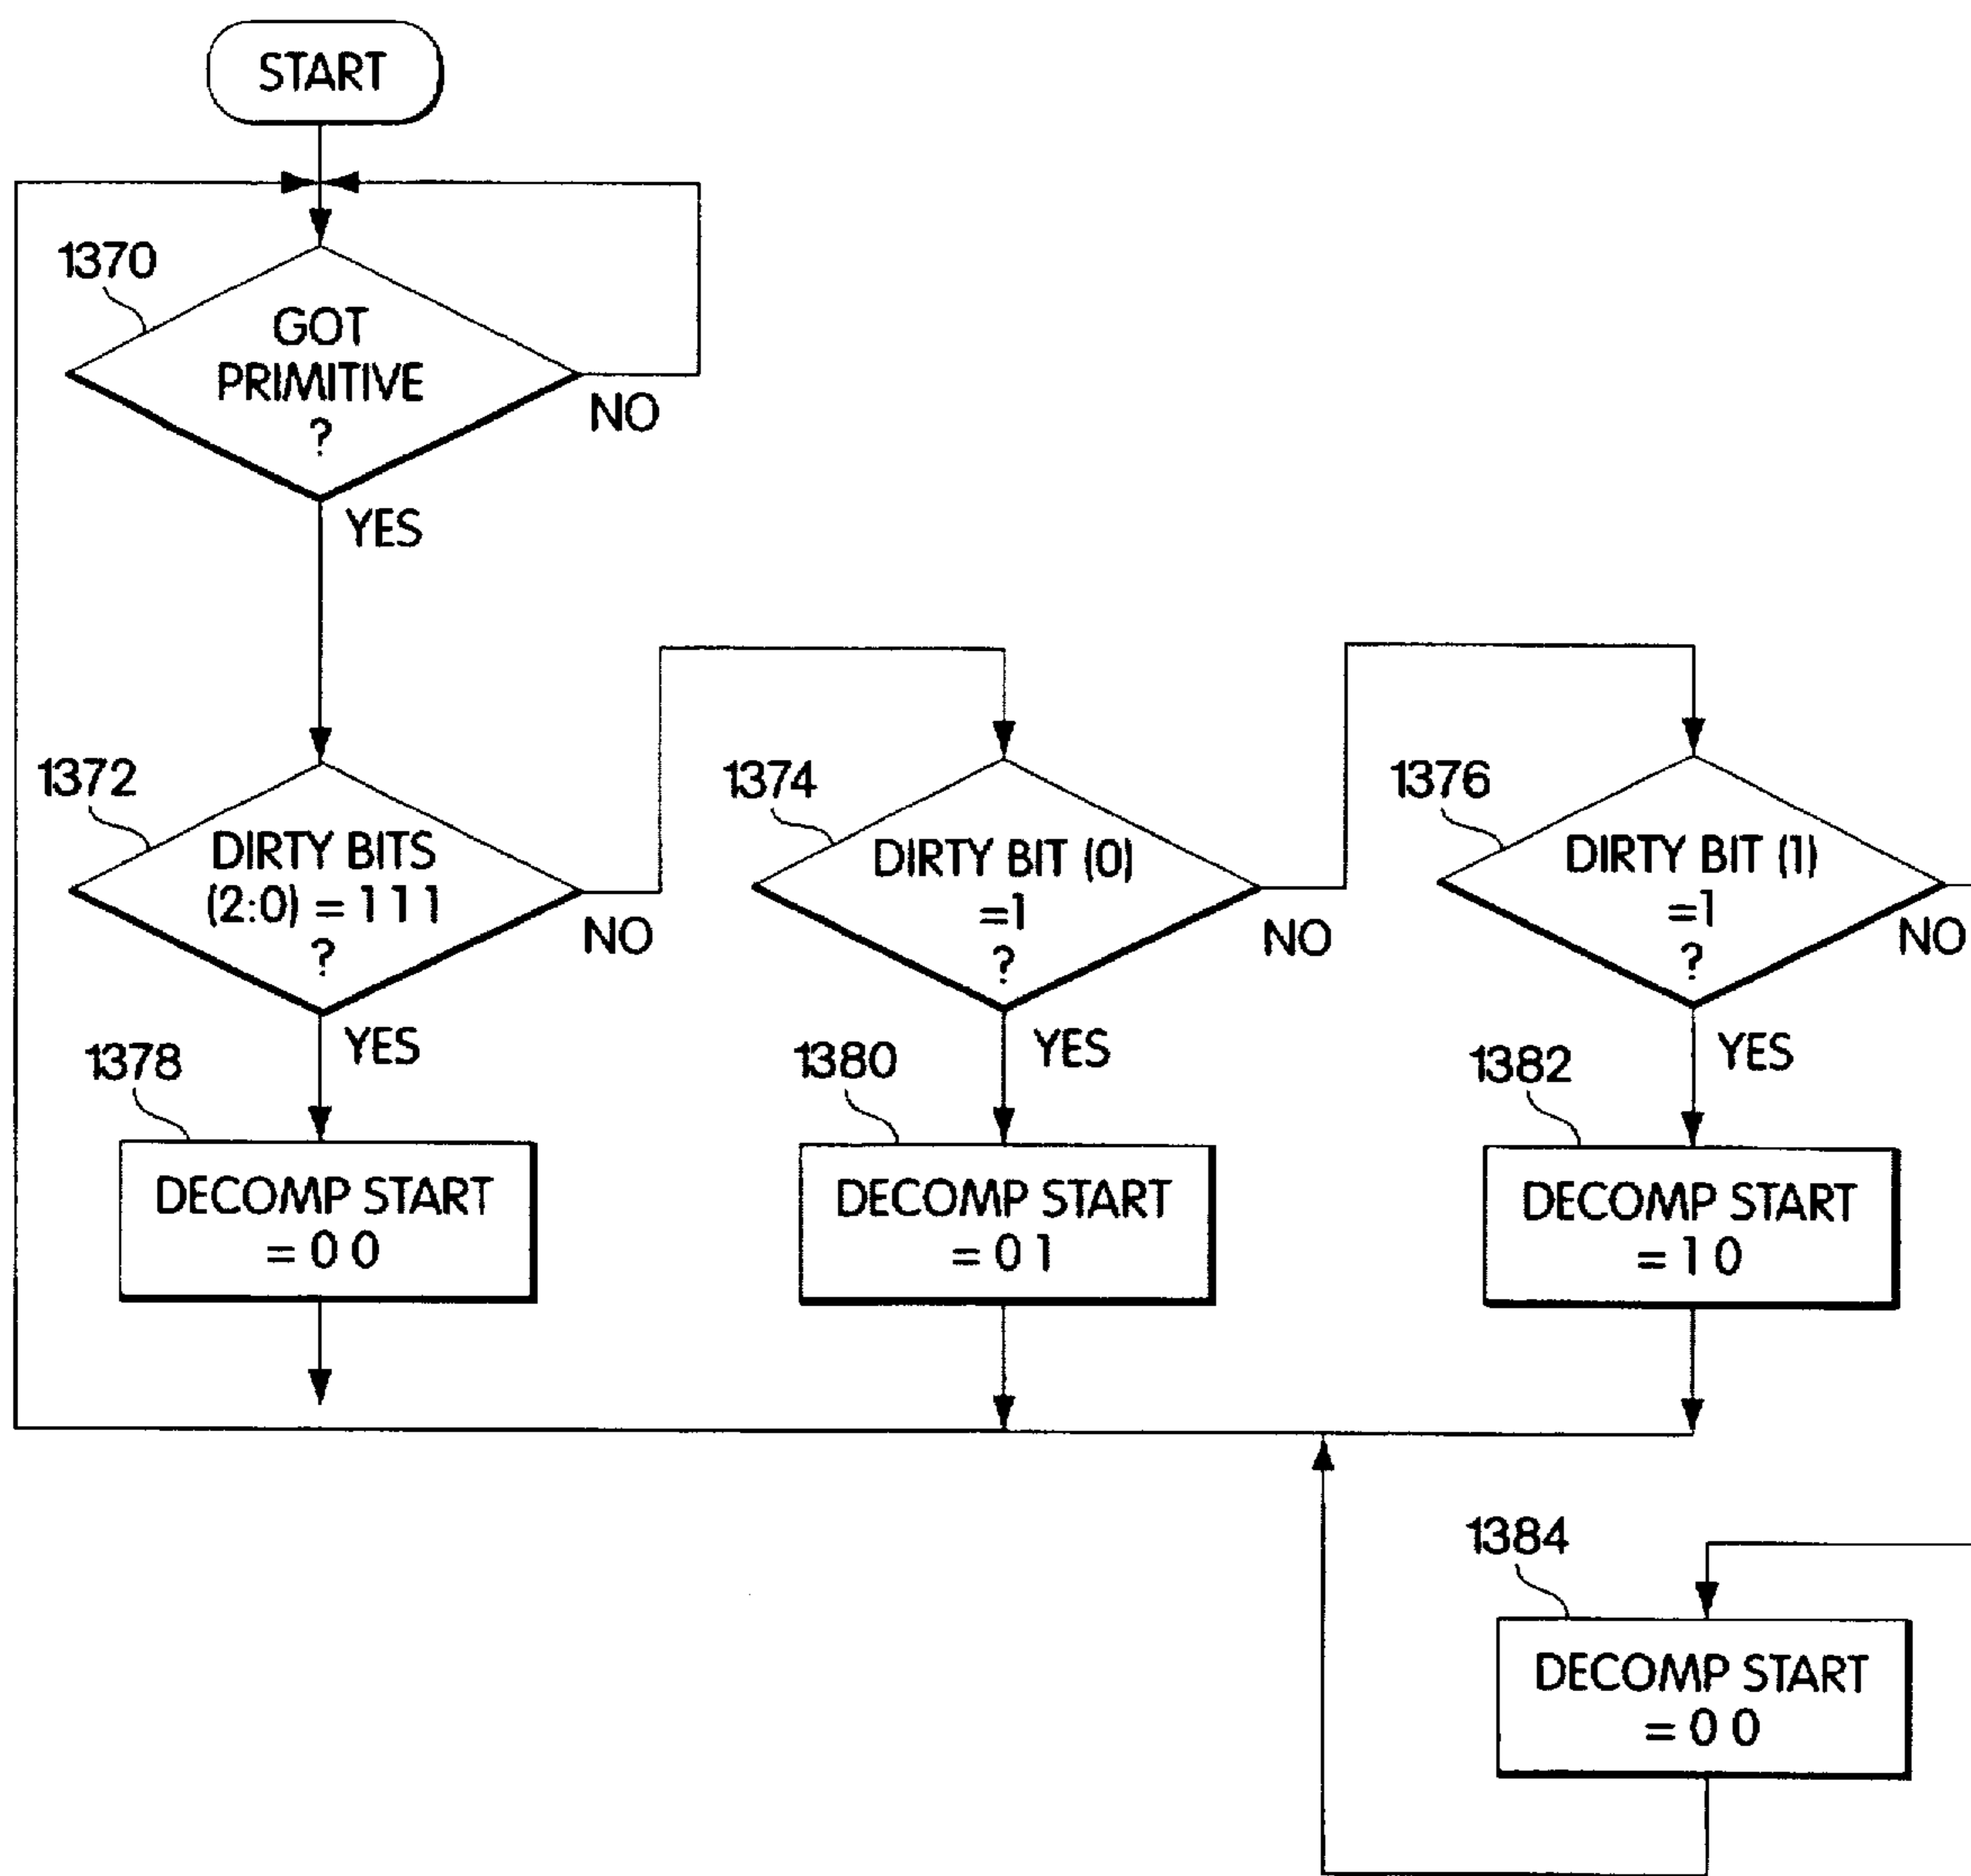 START
1370
GOT
PRIMITIVE
?
NO
YES
1372
DIRTY BITS
(2:0) = 1 1 1
?
NO
YES
1374
DIRTY BIT (0)
=1
?
NO
YES
1376
DIRTY BIT (1)
=1
?
NO
YES
1378
DECOMP START
= 0 0
1380
DECOMP START
= 0 1
1382
DECOMP START
= 1 0
1384
DECOMP START
= 0 0